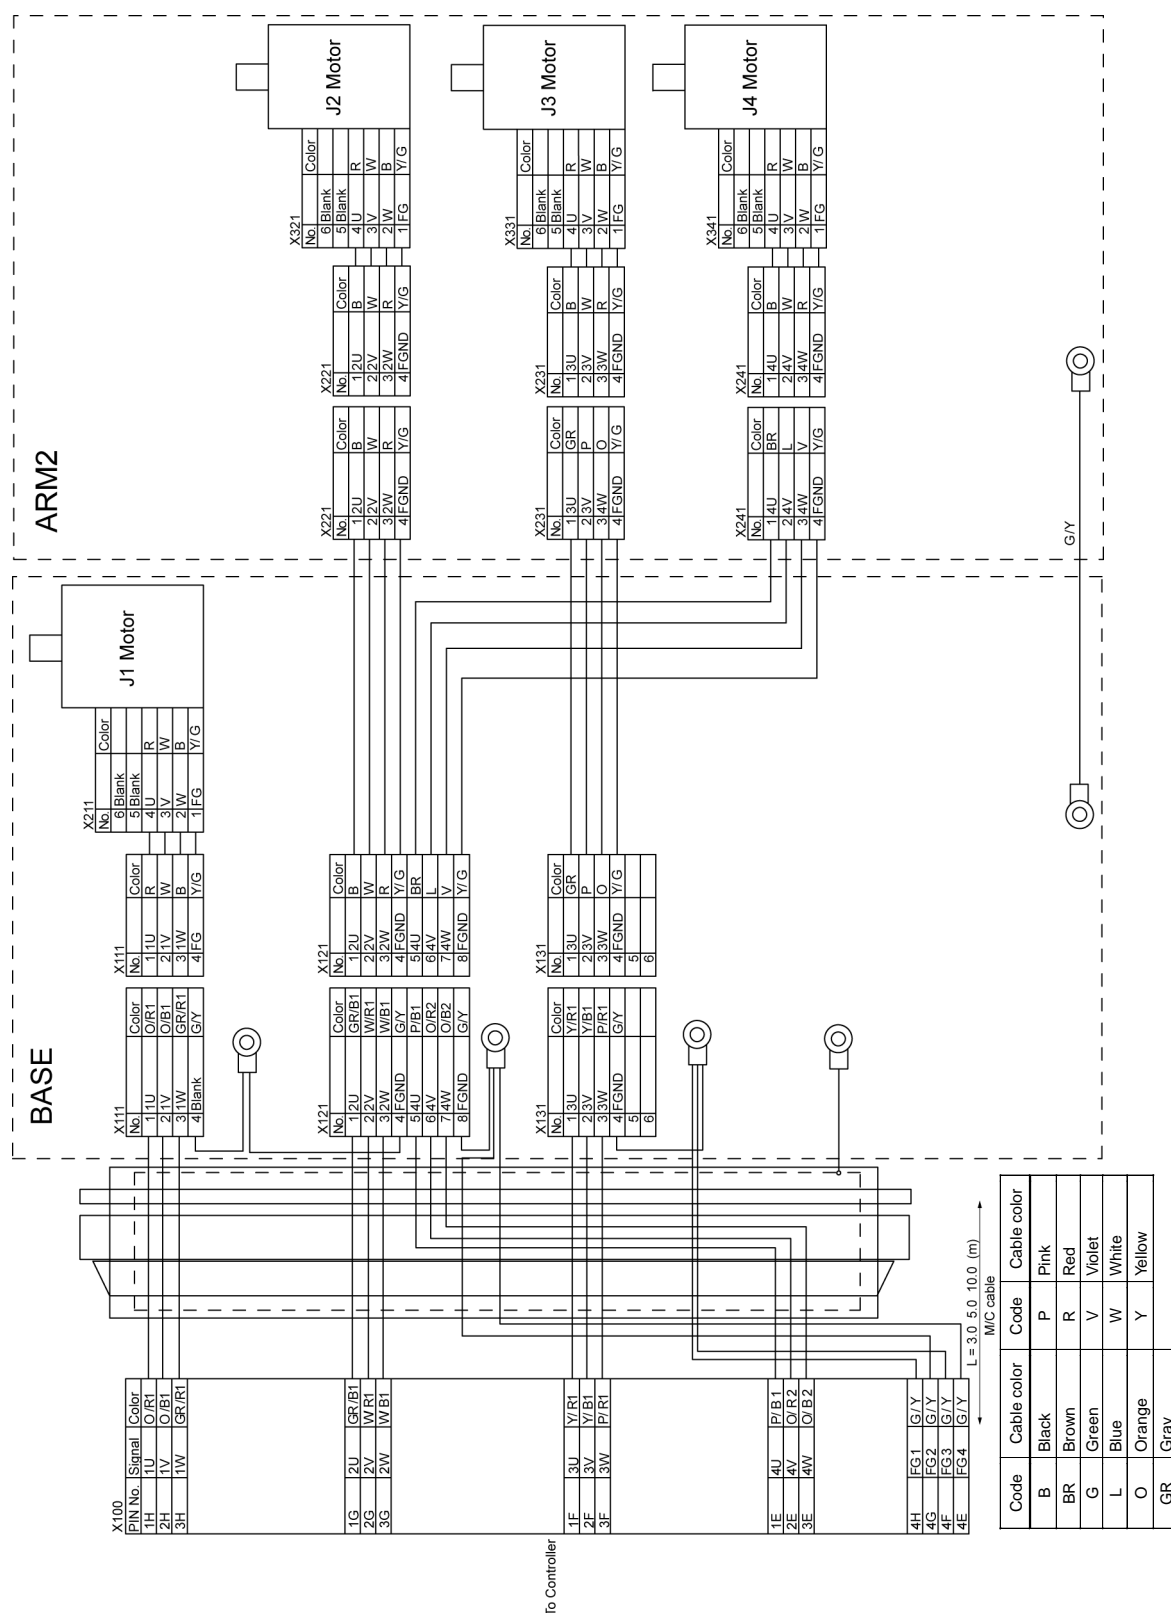 ARM2
BASE
To Controller
X100
PIN No. Signal Color
1H 1U O/R1
2H 1V O/B1
3H 1W GR/R1
1G 2U GR/B1
2G 2V W R1
3G 2W W B1
1F 3U Y/R1
2F 3V Y/B1
3F 3W P/R1
1E 4U P/B1
2E 4V O/R2
3E 4W O/B2
4H FG1 G/Y
4G FG2 G/Y
4F FG3 G/Y
4E FG4 G/Y
L = 3.0 5.0 10.0 (m)
M/C cable
X111
No. Color
1 1U O/R1
2 1V O/B1
3 1W GR/R1
4 Blank G/Y
X111
No. Color
1 1U R
2 1V W
3 1W B
4 FG Y/G
X211
No. Color
6 Blank
5 Blank
4 U R
3 V W
2 W B
1 FG Y/G
J1 Motor
X121
No. Color
1 2U GR/B1
2 2V W/R1
3 2W W/B1
4 FGND G/Y
5 4U P/B1
6 4V O/R2
7 4W O/B2
8 FGND G/Y
X121
No. Color
1 2U B
2 2V W
3 2W R
4 FGND Y/G
5 4U BR
6 4V L
7 4W V
8 FGND Y/G
X131
No. Color
1 3U Y/R1
2 3V Y/B1
3 3W P/R1
4 FGND G/Y
5
6
X131
No. Color
1 3U GR
2 3V P
3 3W O
4 FGND Y/G
5
6
X221
No. Color
1 2U B
2 2V W
3 2W R
4 FGND Y/G
X221
No. Color
1 2U B
2 2V W
3 2W R
4 FGND Y/G
X321
No. Color
6 Blank
5 Blank
4 U R
3 V W
2 W B
1 FG Y/G
J2 Motor
X231
No. Color
1 3U GR
2 3V P
3 4W O
4 FGND Y/G
X231
No. Color
1 3U B
2 3V W
3 3W R
4 FGND Y/G
X331
No. Color
6 Blank
5 Blank
4 U R
3 V W
2 W B
1 FG Y/G
J3 Motor
X241
No. Color
1 4U BR
2 4V L
3 4W V
4 FGND Y/G
X241
No. Color
1 4U B
2 4V W
3 4W R
4 FGND Y/G
X341
No. Color
6 Blank
5 Blank
4 U R
3 V W
2 W B
1 FG Y/G
J4 Motor
G/Y
Code Cable color Code Cable color
B Black P Pink
BR Brown R Red
G Green V Violet
L Blue W White
O Orange Y Yellow
GR Gray